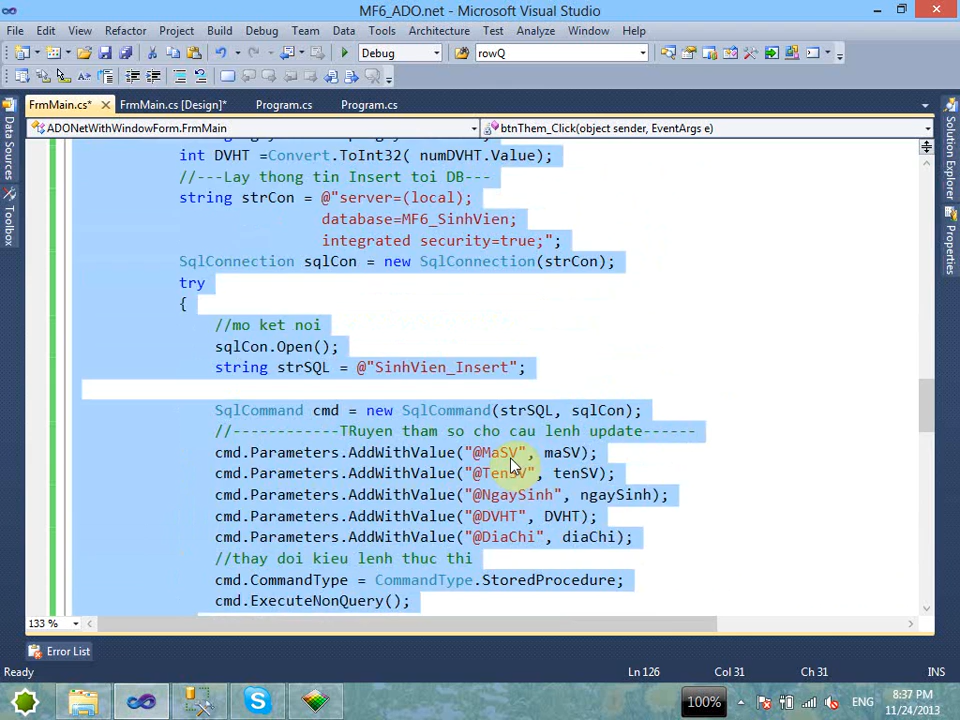 MF6_ADO.net - Microsoft Visual Studio
File Edit View Refactor Project Build Debug Team Data Tools Architecture Test Analyze Window Help
Debug rowQ
FrmMain.cs* FrmMain.cs [Design]* Program.cs Program.cs
ADONetWithWindowForm.FrmMain btnThem_Click(object sender, EventArgs e)
Data Sources
Toolbox
Solution Explorer
Properties
int DVHT =Convert.ToInt32( numDVHT.Value);
//---Lay thong tin Insert toi DB---
string strCon = @"server=(local);
database=MF6_SinhVien;
integrated security=true;";
SqlConnection sqlCon = new SqlConnection(strCon);
try
{
//mo ket noi
sqlCon.Open();
string strSQL = @"SinhVien_Insert";
SqlCommand cmd = new SqlCommand(strSQL, sqlCon);
//------------TRuyen tham so cho cau lenh update------
cmd.Parameters.AddWithValue("@MaSV", maSV);
cmd.Parameters.AddWithValue("@TenSV", tenSV);
cmd.Parameters.AddWithValue("@NgaySinh", ngaySinh);
cmd.Parameters.AddWithValue("@DVHT", DVHT);
cmd.Parameters.AddWithValue("@DiaChi", diaChi);
//thay doi kieu lenh thuc thi
cmd.CommandType = CommandType.StoredProcedure;
cmd.ExecuteNonQuery();
133 %
Error List
Ready Ln 126 Col 31 Ch 31 INS
100% ENG 8:37 PM
11/24/2013